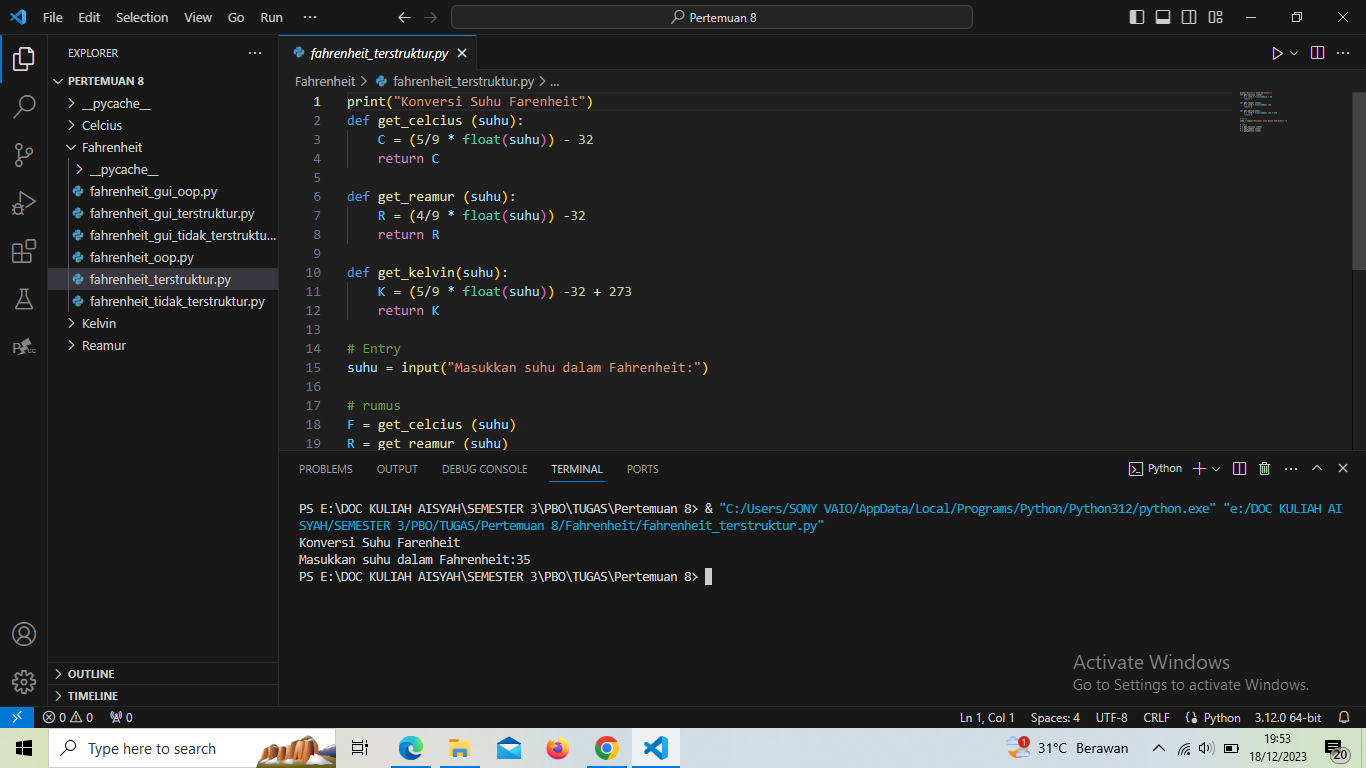 File Edit Selection View Go Run ···
Pertemuan 8
EXPLORER
PERTEMUAN 8
__pycache__
Celcius
Fahrenheit
__pycache__
fahrenheit_gui_oop.py
fahrenheit_gui_terstruktur.py
fahrenheit_gui_tidak_terstruktu...
fahrenheit_oop.py
fahrenheit_terstruktur.py
fahrenheit_tidak_terstruktur.py
Kelvin
Reamur
OUTLINE
TIMELINE
fahrenheit_terstruktur.py
Fahrenheit > fahrenheit_terstruktur.py > ...
1 print("Konversi Suhu Farenheit")
2 def get_celcius (suhu):
3 C = (5/9 * float(suhu)) - 32
4 return C
5
6 def get_reamur (suhu):
7 R = (4/9 * float(suhu)) -32
8 return R
9
10 def get_kelvin(suhu):
11 K = (5/9 * float(suhu)) -32 + 273
12 return K
13
14 # Entry
15 suhu = input("Masukkan suhu dalam Fahrenheit:")
16
17 # rumus
18 F = get_celcius (suhu)
19 R = get_reamur (suhu)
PROBLEMS OUTPUT DEBUG CONSOLE TERMINAL PORTS
Python
PS E:\DOC KULIAH AISYAH\SEMESTER 3\PBO\TUGAS\Pertemuan 8> & "C:/Users/SONY VAIO/AppData/Local/Programs/Python/Python312/python.exe" "e:/DOC KULIAH AI
SYAH/SEMESTER 3/PBO/TUGAS/Pertemuan 8/Fahrenheit/fahrenheit_terstruktur.py"
Konversi Suhu Farenheit
Masukkan suhu dalam Fahrenheit:35
PS E:\DOC KULIAH AISYAH\SEMESTER 3\PBO\TUGAS\Pertemuan 8>
Activate Windows
Go to Settings to activate Windows.
0 0 0
Ln 1, Col 1 Spaces: 4 UTF-8 CRLF Python 3.12.0 64-bit
Type here to search
1
31°C Berawan
19:53
18/12/2023
20